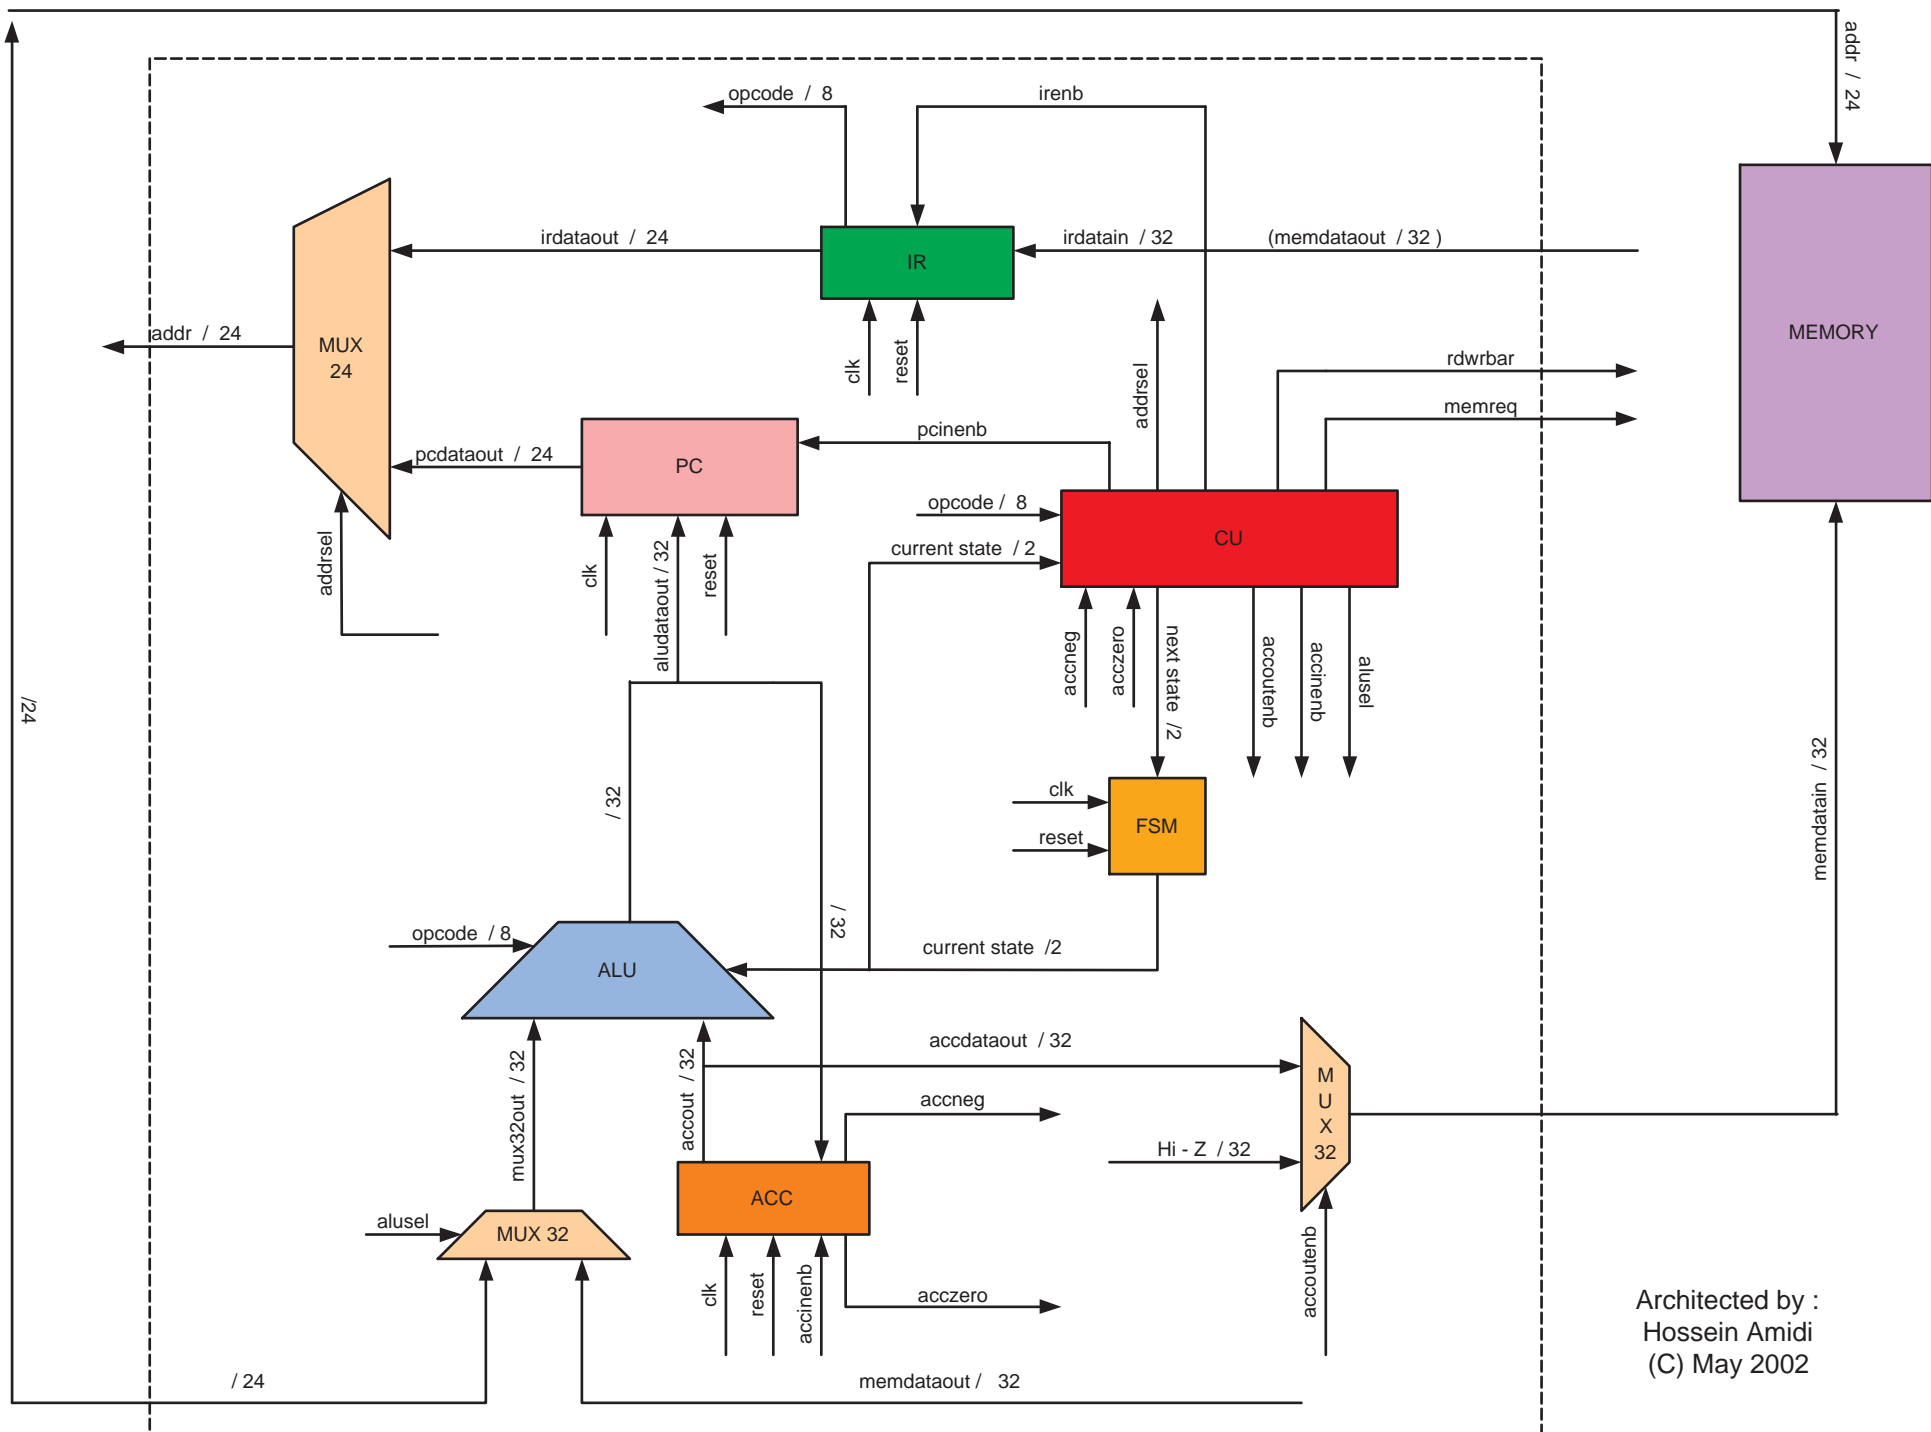 addr / 24
opcode / 8
irenb
irdataout / 24
IR
irdatain / 32
(memdataout / 32 )
MEMORY
addr / 24
MUX
24
clk
reset
addrsel
rdwrbar
memreq
pcinenb
pcdataout / 24
PC
opcode / 8
CU
current state / 2
addrsel
clk
aludataout / 32
reset
accneg
acczero
next state /2
accoutenb
accinenb
alusel
/24
/ 32
clk
reset
FSM
memdatain / 32
opcode / 8
ALU
/ 32
current state /2
mux32out / 32
accout / 32
accdataout / 32
accneg
Hi - Z / 32
M
U
X
32
alusel
MUX 32
ACC
clk
reset
accinenb
acczero
accoutenb
/ 24
memdataout / 32
Architected by :
Hossein Amidi
(C) May 2002